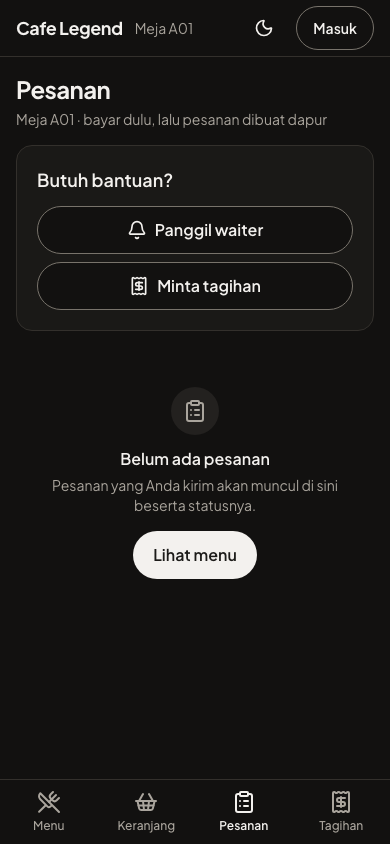 Cafe Legend Meja A01 Masuk
Pesanan
Meja A01 · bayar dulu, lalu pesanan dibuat dapur
Butuh bantuan?
Panggil waiter
Minta tagihan
Belum ada pesanan
Pesanan yang Anda kirim akan muncul di sini
beserta statusnya.
Lihat menu
Menu Keranjang Pesanan Tagihan